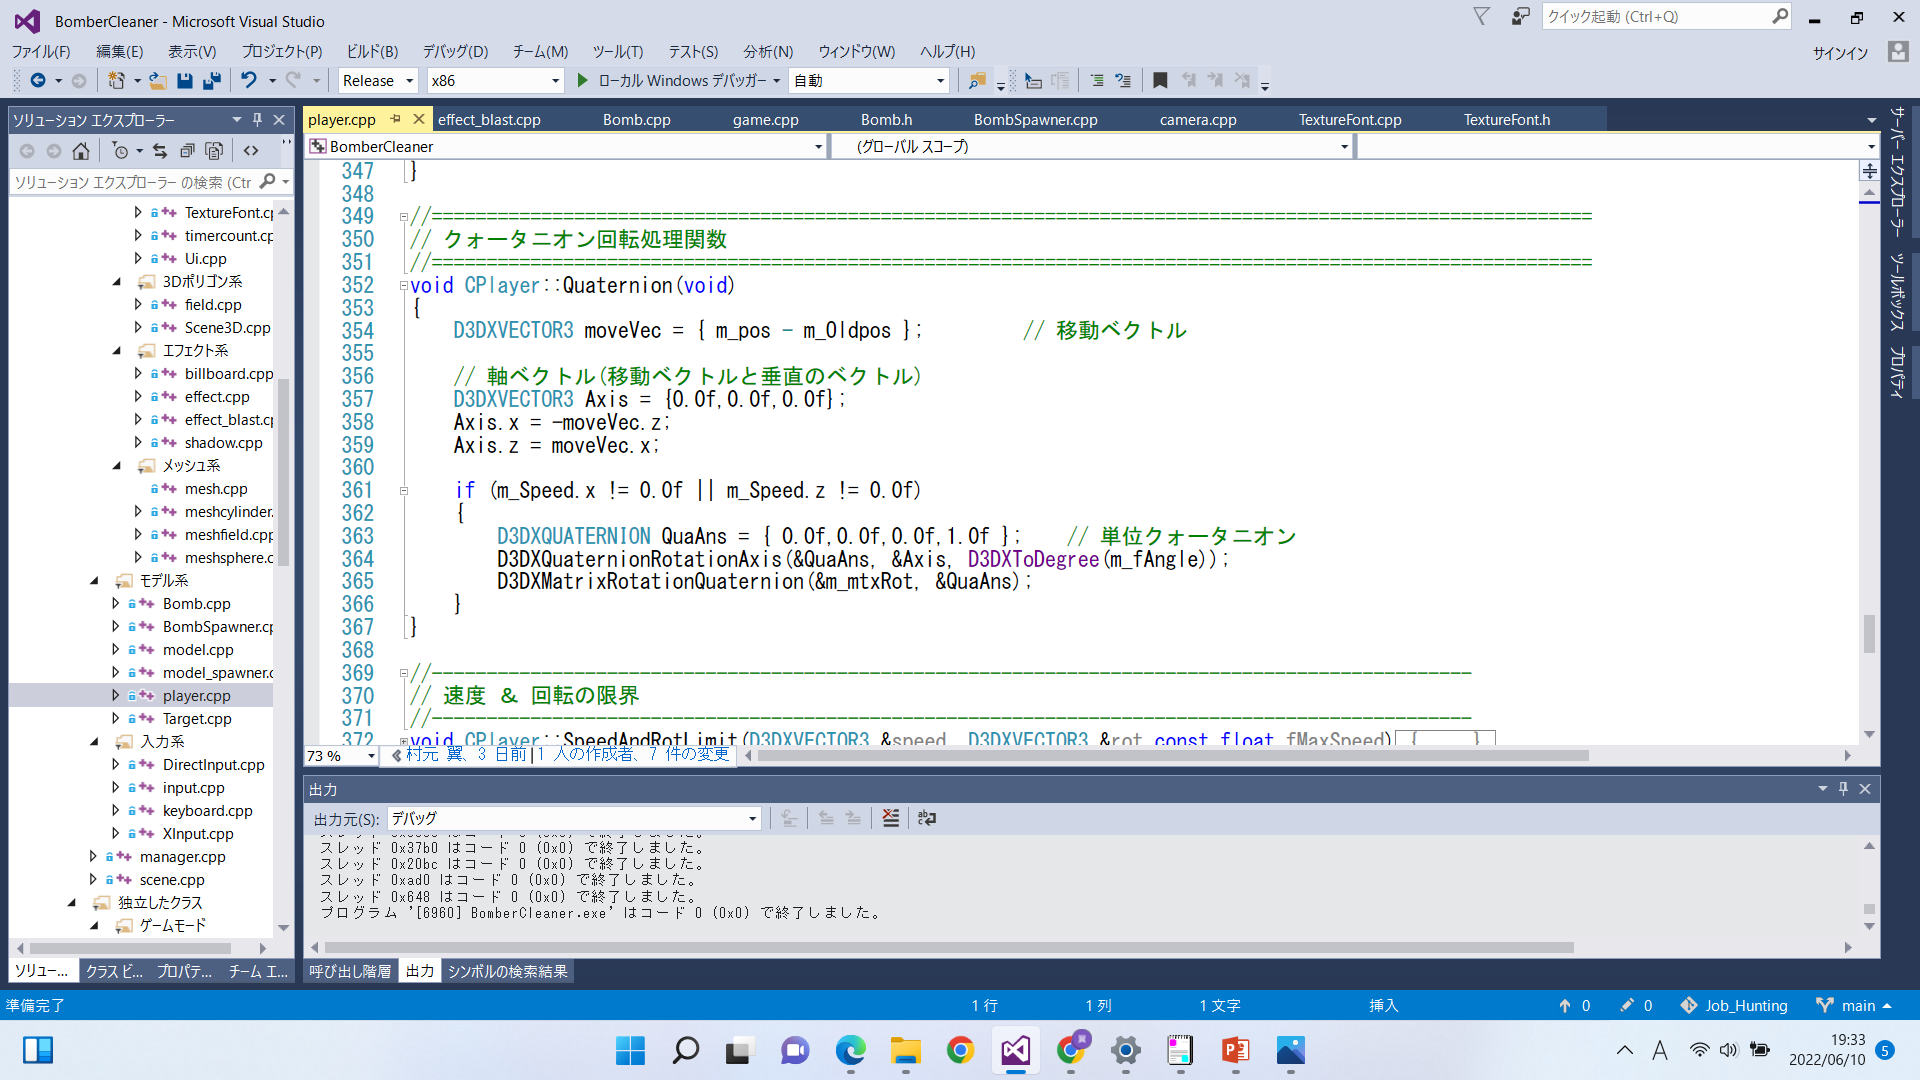 BomberCleaner - Microsoft Visual Studio
クイック起動 (Ctrl+Q)
ファイル(F) 編集(E) 表示(V) プロジェクト(P) ビルド(B) デバッグ(D) チーム(M) ツール(T) テスト(S) 分析(N) ウィンドウ(W) ヘルプ(H)
サインイン
Release x86 ローカル Windows デバッガー 自動
ソリューション エクスプローラー
ソリューション エクスプローラー の検索 (Ctr
TextureFont.cp
timercount.cp
Ui.cpp
3Dポリゴン系
field.cpp
Scene3D.cpp
エフェクト系
billboard.cpp
effect.cpp
effect_blast.cp
shadow.cpp
メッシュ系
mesh.cpp
meshcylinder.
meshfield.cpp
meshsphere.c
モデル系
Bomb.cpp
BombSpawner.cp
model.cpp
model_spawner.c
player.cpp
Target.cpp
入力系
DirectInput.cpp
input.cpp
keyboard.cpp
XInput.cpp
manager.cpp
scene.cpp
独立したクラス
ゲームモード
ソリュー... クラス ビ... プロパテ... チーム エ...
player.cpp effect_blast.cpp Bomb.cpp game.cpp Bomb.h BombSpawner.cpp camera.cpp TextureFont.cpp TextureFont.h
BomberCleaner (グローバル スコープ)
347 }
348
349 //==========================================================================================================
350 // クォータニオン回転処理関数
351 //==========================================================================================================
352 void CPlayer::Quaternion(void)
353 {
354 D3DXVECTOR3 moveVec = { m_pos - m_Oldpos }; // 移動ベクトル
355
356 // 軸ベクトル(移動ベクトルと垂直のベクトル)
357 D3DXVECTOR3 Axis = {0.0f,0.0f,0.0f};
358 Axis.x = -moveVec.z;
359 Axis.z = moveVec.x;
360
361 if (m_Speed.x != 0.0f || m_Speed.z != 0.0f)
362 {
363 D3DXQUATERNION QuaAns = { 0.0f,0.0f,0.0f,1.0f }; // 単位クォータニオン
364 D3DXQuaternionRotationAxis(&QuaAns, &Axis, D3DXToDegree(m_fAngle));
365 D3DXMatrixRotationQuaternion(&m_mtxRot, &QuaAns);
366 }
367 }
368
369 //-----------------------------------------------------------------------------------------------
370 // 速度 & 回転の限界
371 //-----------------------------------------------------------------------------------------------
372 void CPlayer::SpeedAndRotLimit(D3DXVECTOR3 &speed, D3DXVECTOR3 &rot, const float fMaxSpeed) { ... }
73 % 村元 翼、3 日前 | 1 人の作成者、7 件の変更
出力
出力元(S): デバッグ
スレッド 0x37b0 はコード 0 (0x0) で終了しました。
スレッド 0x20bc はコード 0 (0x0) で終了しました。
スレッド 0xad0 はコード 0 (0x0) で終了しました。
スレッド 0x648 はコード 0 (0x0) で終了しました。
プログラム '[6960] BomberCleaner.exe' はコード 0 (0x0) で終了しました。
呼び出し階層 出力 シンボルの検索結果
サーバー エクスプローラー
ツールボックス
プロパティ
準備完了 1 行 1 列 1 文字 挿入 0 0 Job_Hunting main
A
19:33
2022/06/10 5